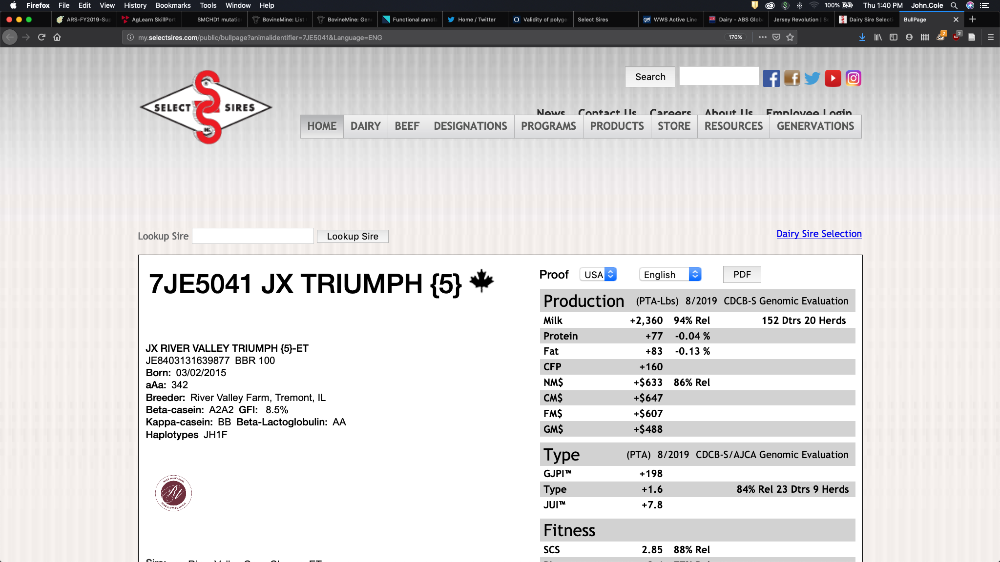 Firefox File Edit View History Bookmarks Tools Window Help 100% Thu 1:40 PM John.Cole
ARS-FY2019-Sup AgLearn SkillPort SMCHD1 mutatio BovineMine: List BovineMine: Gen Functional annota Home / Twitter Validity of polyge Select Sires WWS Active Line Dairy - ABS Glob Jersey Revolution | S Dairy Sire Selecti BullPage
my.selectsires.com/public/bullpage?animalidentifier=7JE5041&Language=ENG 170% 2 2
Search
SELECT SIRES INC.
News Contact Us Careers About Us Employee Login
HOME DAIRY BEEF DESIGNATIONS PROGRAMS PRODUCTS STORE RESOURCES GENERVATIONS
Lookup Sire Lookup Sire Dairy Sire Selection
7JE5041 JX TRIUMPH {5}
JX RIVER VALLEY TRIUMPH {5}-ET
JE8403131639877 BBR 100
Born: 03/02/2015
aAa: 342
Breeder: River Valley Farm, Tremont, IL
Beta-casein: A2A2 GFI: 8.5%
Kappa-casein: BB Beta-Lactoglobulin: AA
Haplotypes JH1F
RIVER VALLEY FARM
RV
Proof USA English PDF
Production (PTA-Lbs) 8/2019 CDCB-S Genomic Evaluation
Milk +2,360 94% Rel 152 Dtrs 20 Herds
Protein +77 -0.04 %
Fat +83 -0.13 %
CFP +160
NM$ +$633 86% Rel
CM$ +$647
FM$ +$607
GM$ +$488
Type (PTA) 8/2019 CDCB-S/AJCA Genomic Evaluation
GJPI™ +198
Type +1.6 84% Rel 23 Dtrs 9 Herds
JUI™ +7.8
Fitness
SCS 2.85 88% Rel